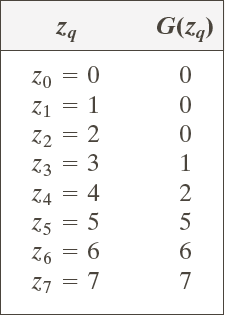 z_q G(z_q)
z_0 = 0 0
z_1 = 1 0
z_2 = 2 0
z_3 = 3 1
z_4 = 4 2
z_5 = 5 5
z_6 = 6 6
z_7 = 7 7